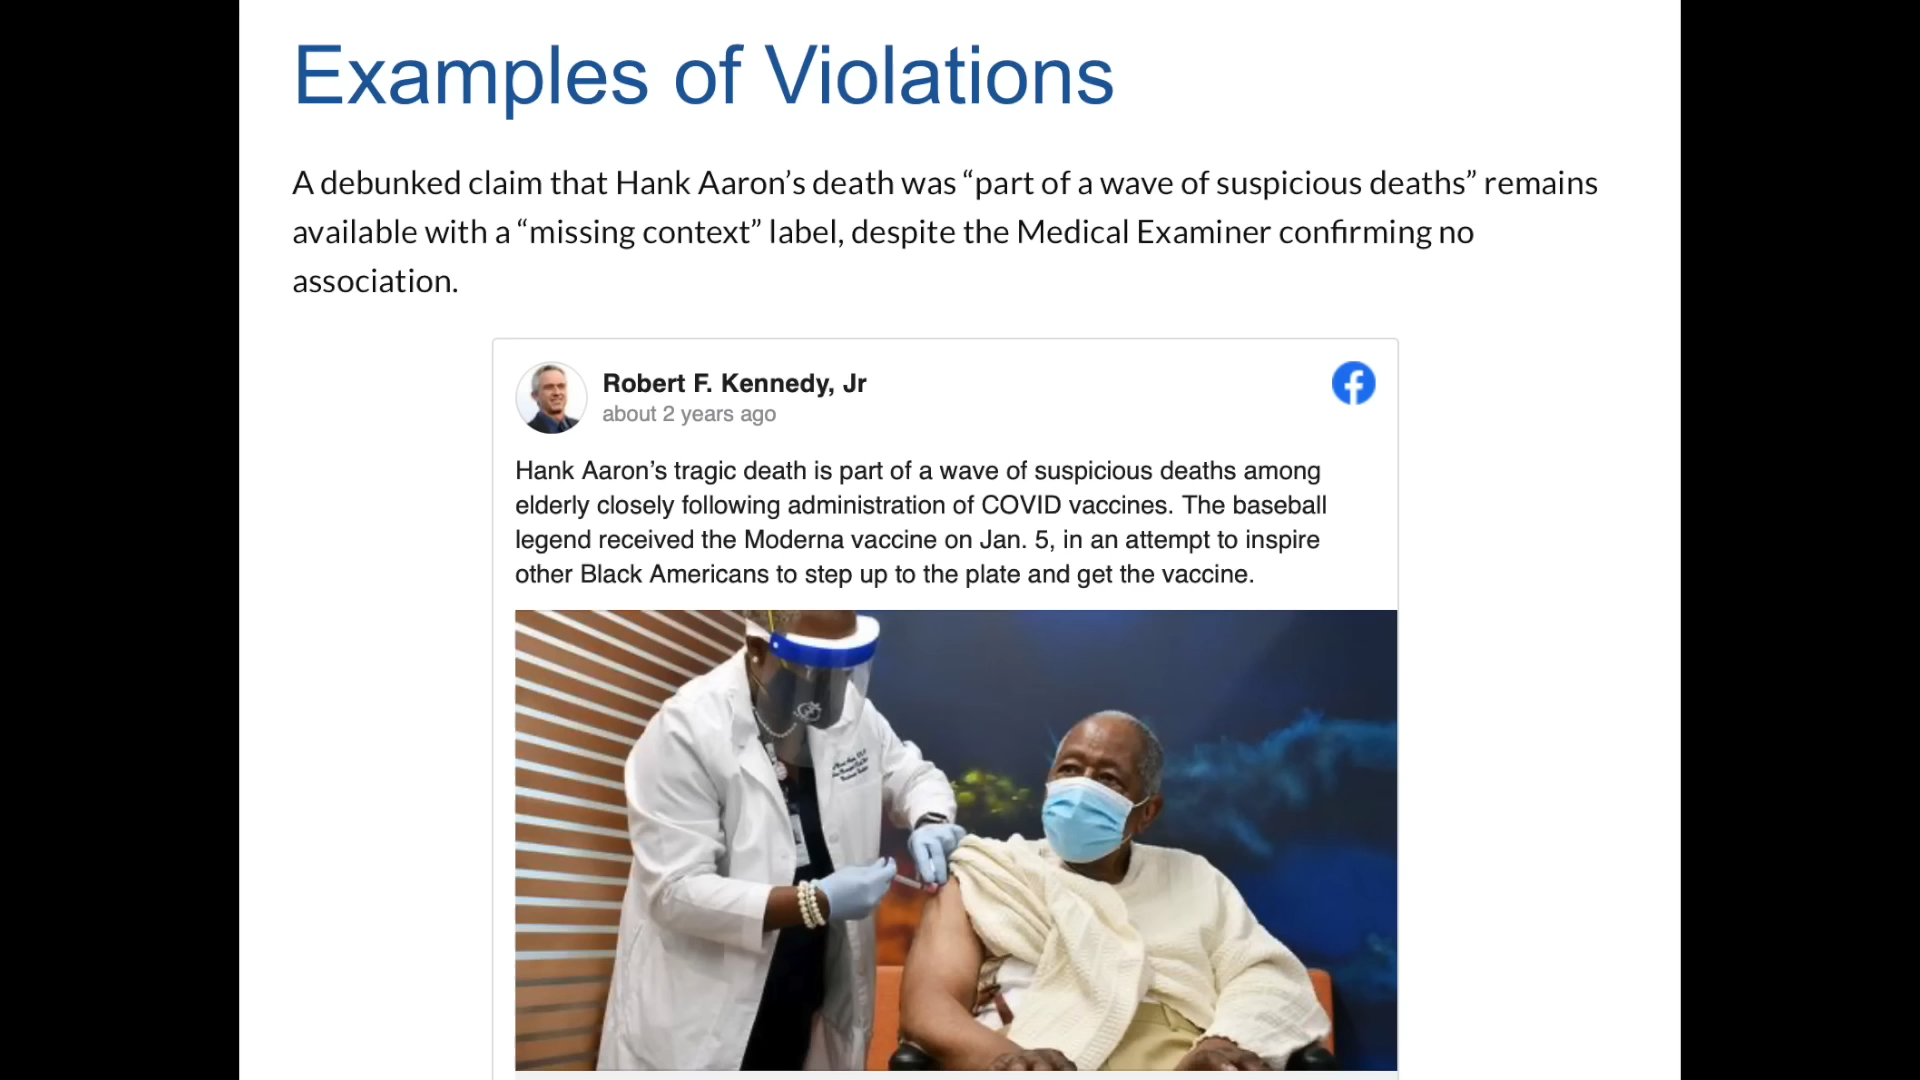 Examples of Violations
A debunked claim that Hank Aaron’s death was “part of a wave of suspicious deaths” remains
available with a “missing context” label, despite the Medical Examiner confirming no
association.
Robert F. Kennedy, Jr
about 2 years ago
Hank Aaron’s tragic death is part of a wave of suspicious deaths among
elderly closely following administration of COVID vaccines. The baseball
legend received the Moderna vaccine on Jan. 5, in an attempt to inspire
other Black Americans to step up to the plate and get the vaccine.